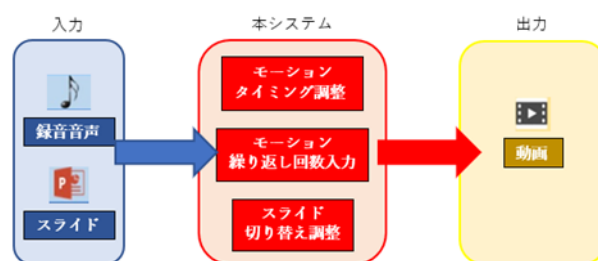 入力
本システム
出力
録音音声
スライド
モーション
タイミング調整
モーション
繰り返し回数入力
スライド
切り替え調整
動画